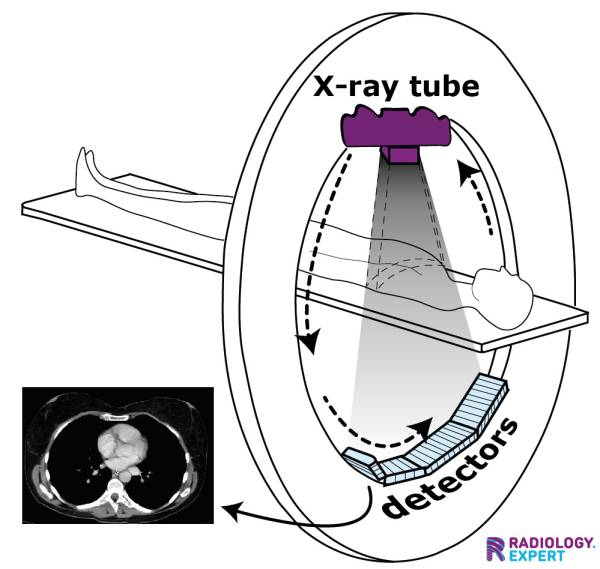 X-ray tube
detectors
RADIOLOGY.
EXPERT